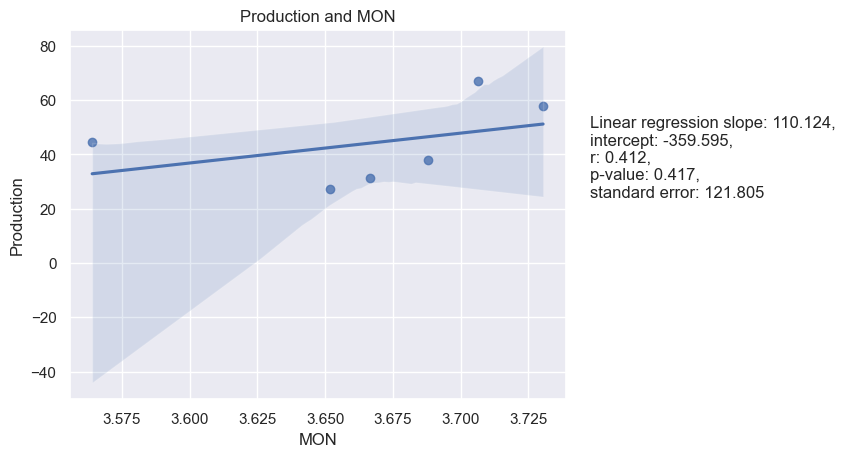 Production and MON
80
60
40
20
0
−20
−40
Production
3.575
3.600
3.625
3.650
3.675
3.700
3.725
MON
Linear regression slope: 110.124,
intercept: -359.595,
r: 0.412,
p-value: 0.417,
standard error: 121.805